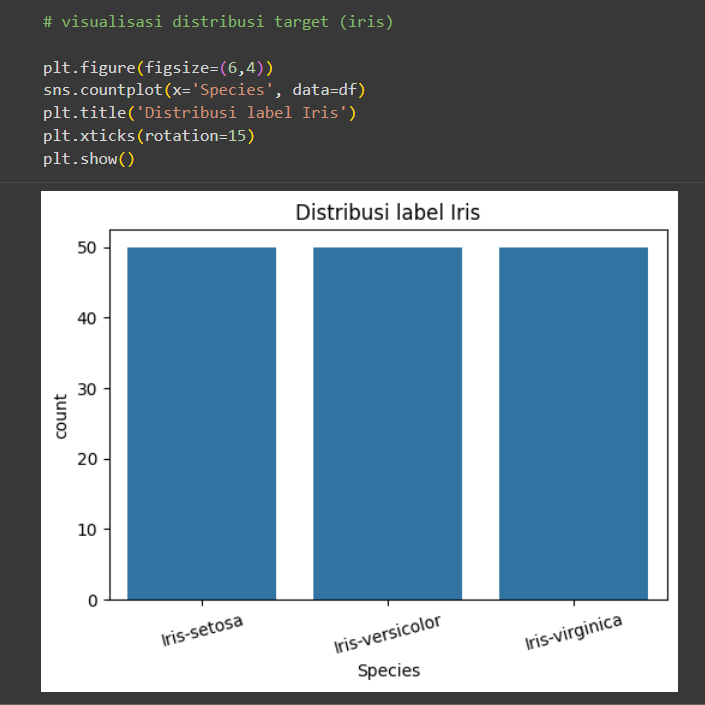 # visualisasi distribusi target (iris)
plt.figure(figsize=(6,4))
sns.countplot(x='Species', data=df)
plt.title('Distribusi label Iris')
plt.xticks(rotation=15)
plt.show()
Distribusi label Iris
50
40
30
20
10
0
count
Iris-setosa
Iris-versicolor
Iris-virginica
Species